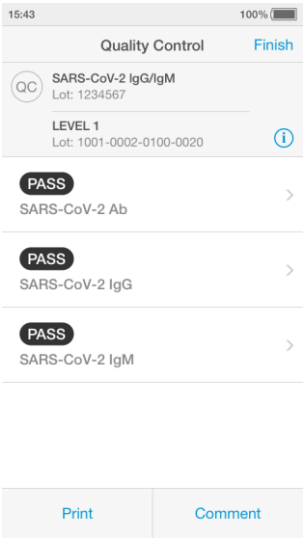 15:43 100%
Quality Control Finish
QC SARS-CoV-2 IgG/IgM
Lot: 1234567
LEVEL 1
Lot: 1001-0002-0100-0020
PASS
SARS-CoV-2 Ab
PASS
SARS-CoV-2 IgG
PASS
SARS-CoV-2 IgM
Print Comment